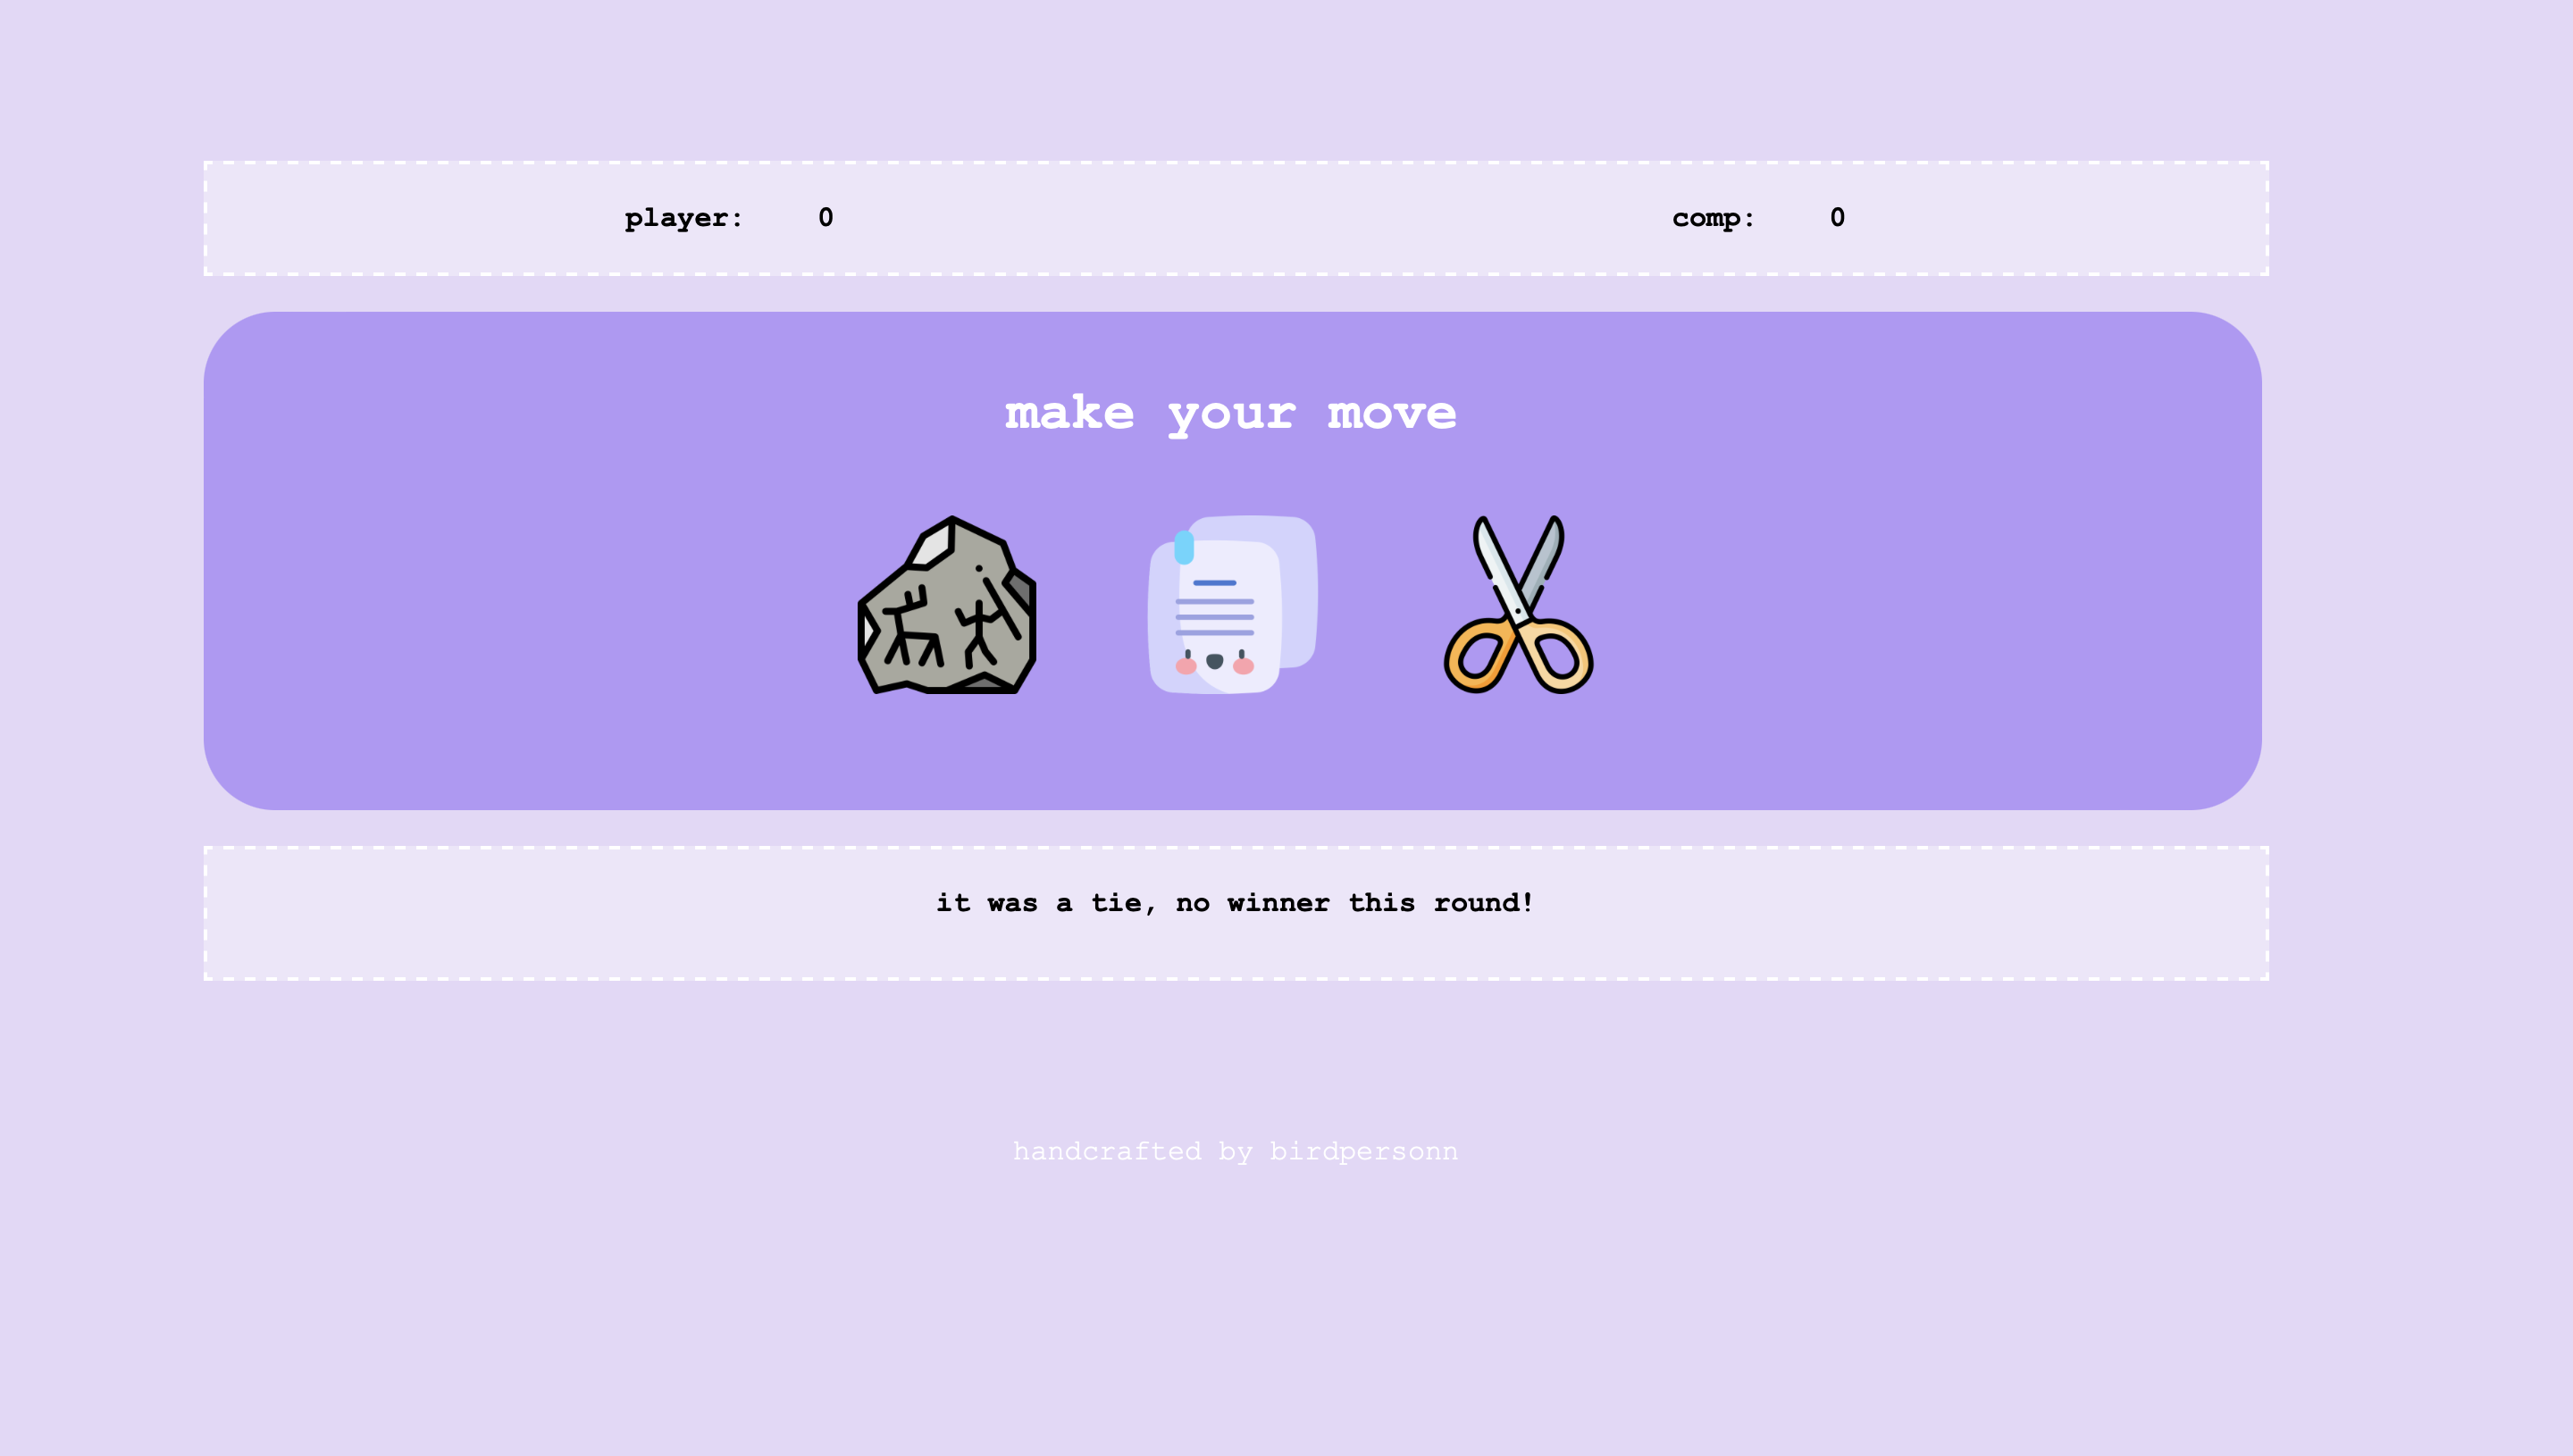 player: 0 comp: 0
make your move
it was a tie, no winner this round!
handcrafted by birdpersonn